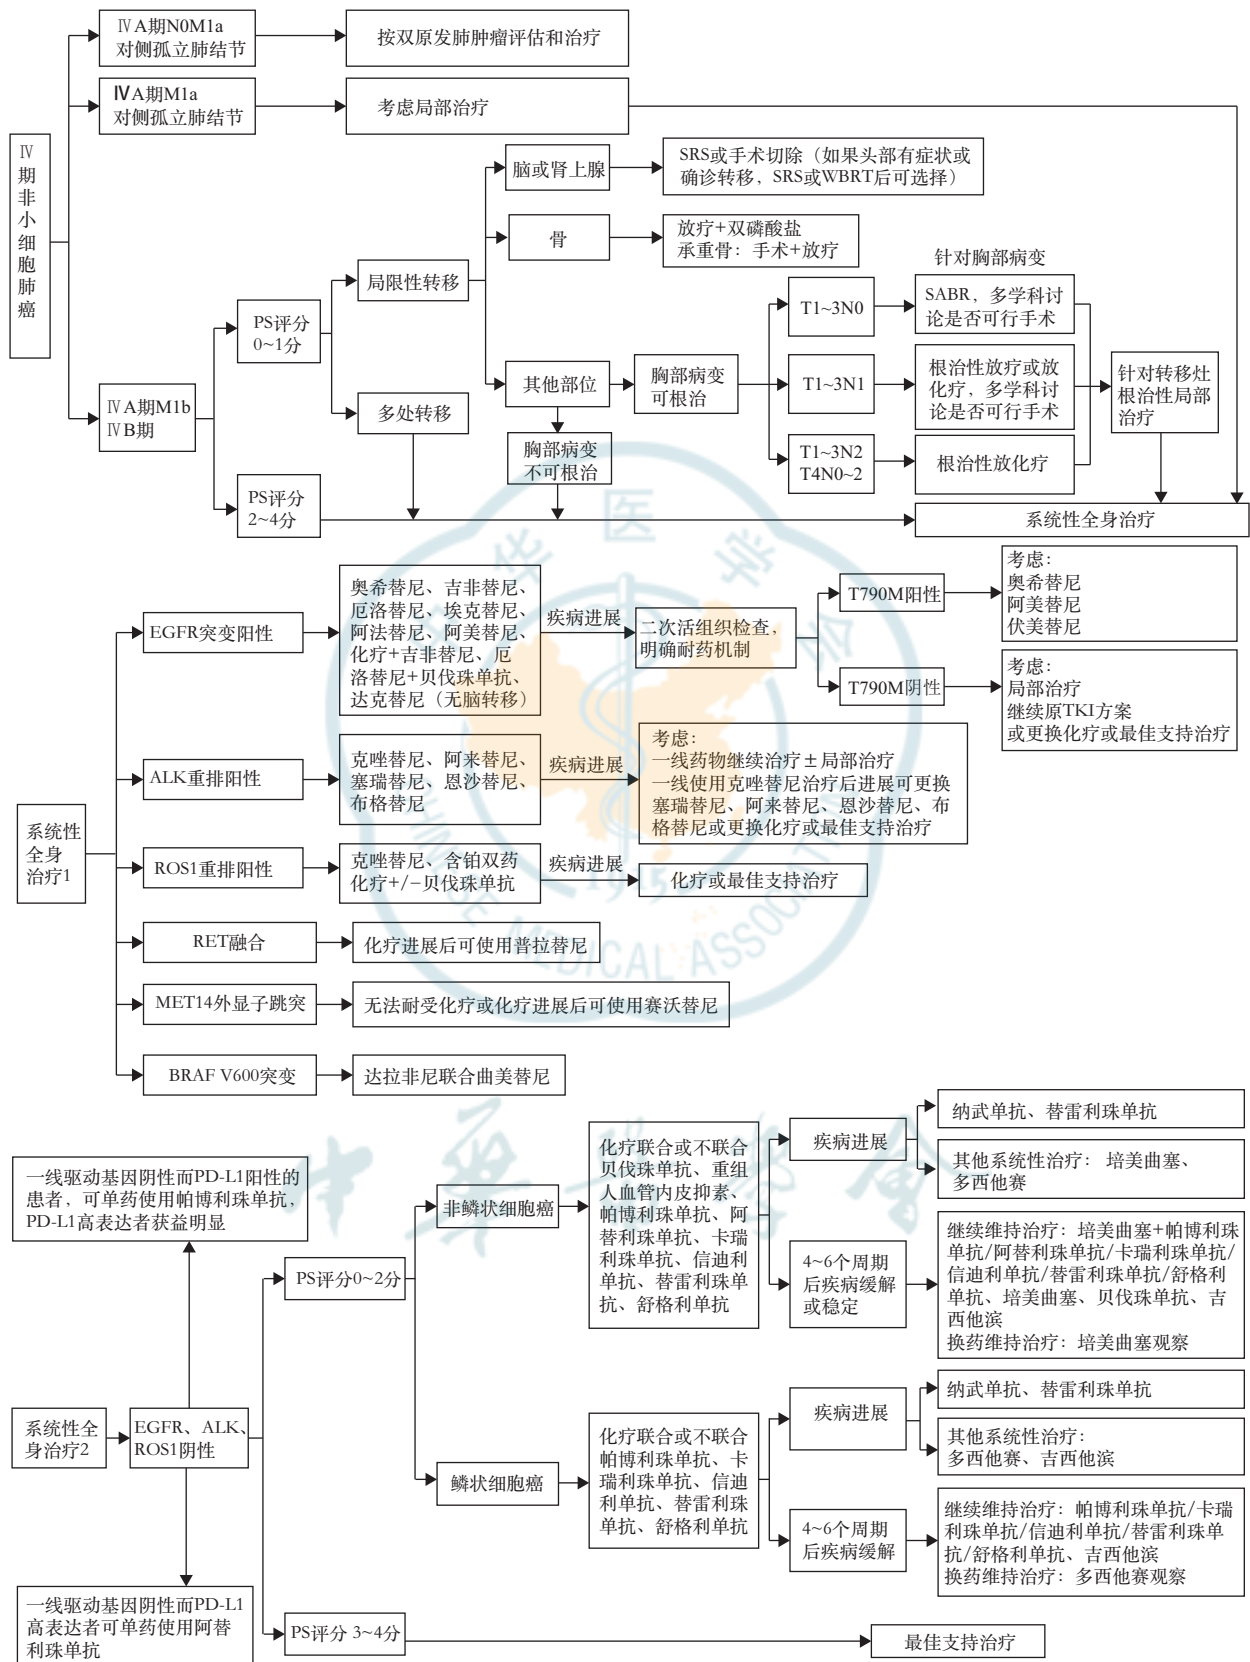 ⅣA期N0M1a
对侧孤立肺结节
按双原发肺肿瘤评估和治疗
ⅣA期M1a
对侧孤立肺结节
考虑局部治疗
Ⅳ
期
非
小
细
胞
肺
癌
脑或肾上腺
SRS或手术切除（如果头部有症状或
确诊转移，SRS或WBRT后可选择）
骨
放疗+双磷酸盐
承重骨：手术+放疗
局限性转移
针对胸部病变
PS评分
0~1分
T1~3N0
SABR，多学科讨
论是否可行手术
其他部位
胸部病变
可根治
T1~3N1
根治性放疗或放
化疗，多学科讨
论是否可行手术
针对转移灶
根治性局部
治疗
ⅣA期M1b
ⅣB期
多处转移
胸部病变
不可根治
T1~3N2
T4N0~2
根治性放化疗
PS评分
2~4分
系统性全身治疗
系统性
全身
治疗1
EGFR突变阳性
奥希替尼、吉非替尼、
厄洛替尼、埃克替尼、
阿法替尼、阿美替尼、
化疗+吉非替尼、厄
洛替尼+贝伐珠单抗、
达克替尼（无脑转移）
疾病进展
二次活组织检查，
明确耐药机制
T790M阳性
考虑：
奥希替尼
阿美替尼
伏美替尼
T790M阴性
考虑：
局部治疗
继续原TKI方案
或更换化疗或最佳支持治疗
ALK重排阳性
克唑替尼、阿来替尼、
塞瑞替尼、恩沙替尼、
布格替尼
疾病进展
考虑：
一线药物继续治疗±局部治疗
一线使用克唑替尼治疗后进展可更换
塞瑞替尼、阿来替尼、恩沙替尼、布
格替尼或更换化疗或最佳支持治疗
ROS1重排阳性
克唑替尼、含铂双药
化疗+/−贝伐珠单抗
疾病进展
化疗或最佳支持治疗
RET融合
化疗进展后可使用普拉替尼
MET14外显子跳突
无法耐受化疗或化疗进展后可使用赛沃替尼
BRAF V600突变
达拉非尼联合曲美替尼
一线驱动基因阴性而PD-L1阳性的
患者，可单药使用帕博利珠单抗，
PD-L1高表达者获益明显
系统性全
身治疗2
EGFR、ALK、
ROS1阴性
一线驱动基因阴性而PD-L1
高表达者可单药使用阿替
利珠单抗
PS评分0~2分
非鳞状细胞癌
化疗联合或不联合
贝伐珠单抗、重组
人血管内皮抑素、
帕博利珠单抗、阿
替利珠单抗、卡瑞
利珠单抗、信迪利
单抗、替雷利珠单
抗、舒格利单抗
疾病进展
纳武单抗、替雷利珠单抗
其他系统性治疗：培美曲塞、
多西他赛
4~6个周期
后疾病缓解
或稳定
继续维持治疗：培美曲塞+帕博利珠
单抗/阿替利珠单抗/卡瑞利珠单抗/
信迪利单抗/替雷利珠单抗/舒格利
单抗、培美曲塞、贝伐珠单抗、吉
西他滨
换药维持治疗：培美曲塞观察
鳞状细胞癌
化疗联合或不联合
帕博利珠单抗、卡
瑞利珠单抗、信迪
利单抗、替雷利珠
单抗、舒格利单抗
疾病进展
纳武单抗、替雷利珠单抗
其他系统性治疗：
多西他赛、吉西他滨
4~6个周期
后疾病缓解
继续维持治疗：帕博利珠单抗/卡瑞
利珠单抗/信迪利单抗/替雷利珠单
抗/舒格利单抗、吉西他滨
换药维持治疗：多西他赛观察
PS评分 3~4分
最佳支持治疗
中华医学会
CHINESE MEDICAL ASSOCIATION
1915
中华医学会